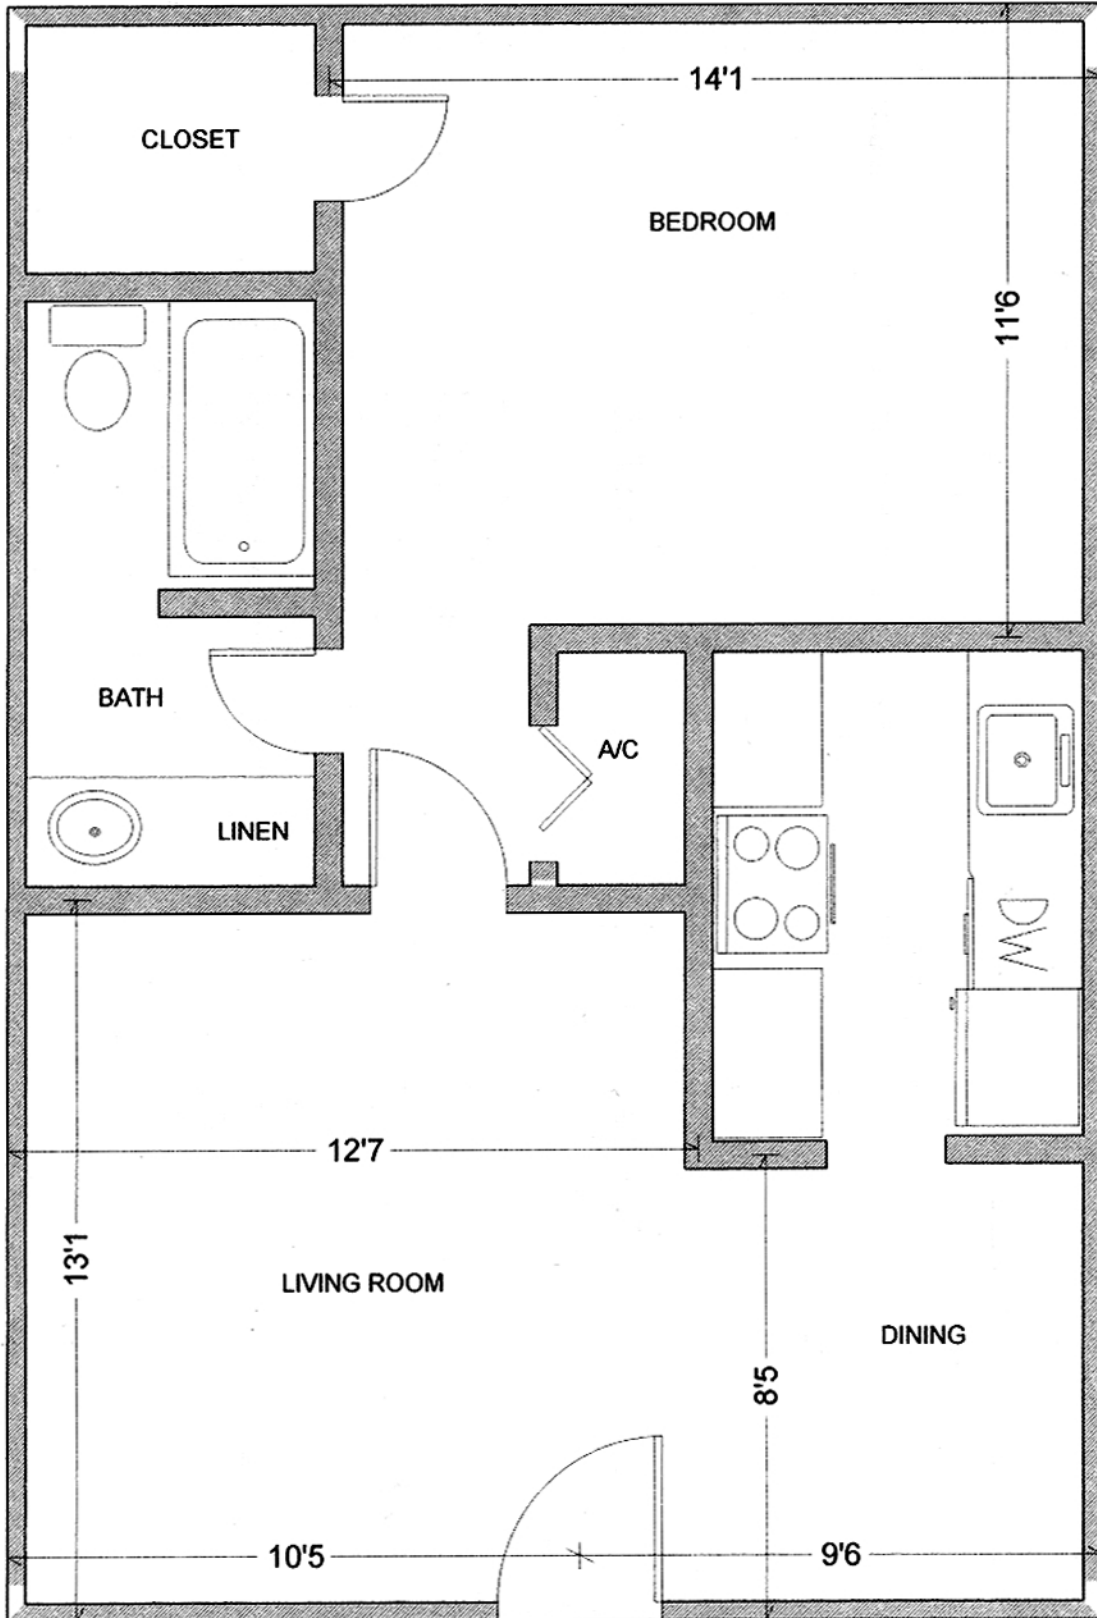 14'1
CLOSET
BEDROOM
11'6
BATH
A/C
LINEN
DW
12'7
13'1
LIVING ROOM
DINING
8'5
10'5
9'6